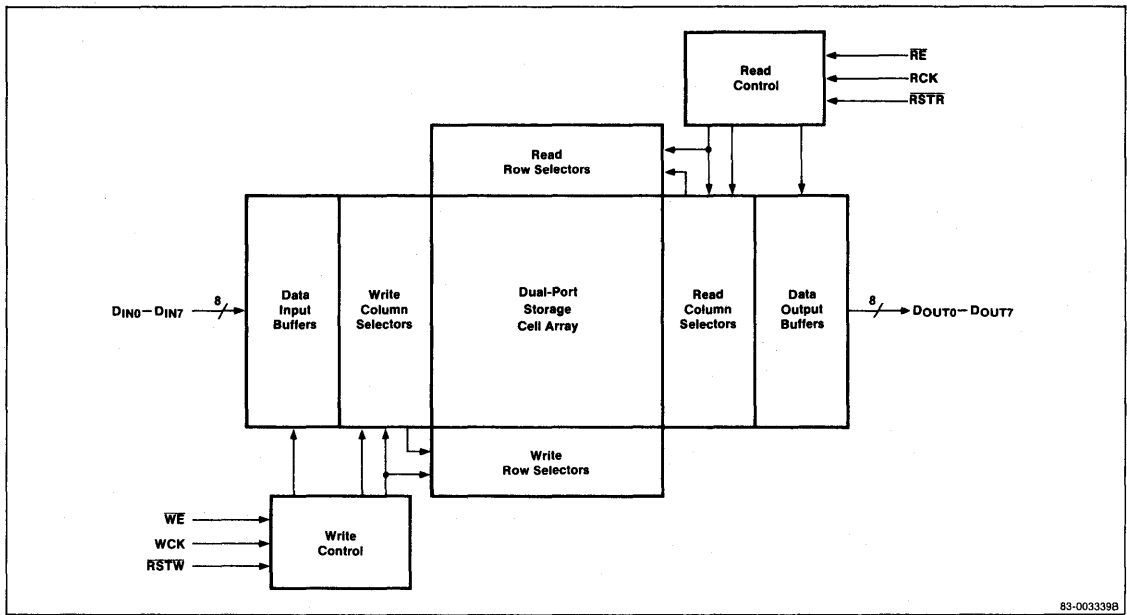 Read
Control
RE
RCK
RSTR
Read
Row Selectors
DIN0–DIN7
8
Data
Input
Buffers
Write
Column
Selectors
Dual-Port
Storage
Cell Array
Read
Column
Selectors
Data
Output
Buffers
8
DOUT0–DOUT7
Write
Row Selectors
WE
WCK
RSTW
Write
Control
83-003339B